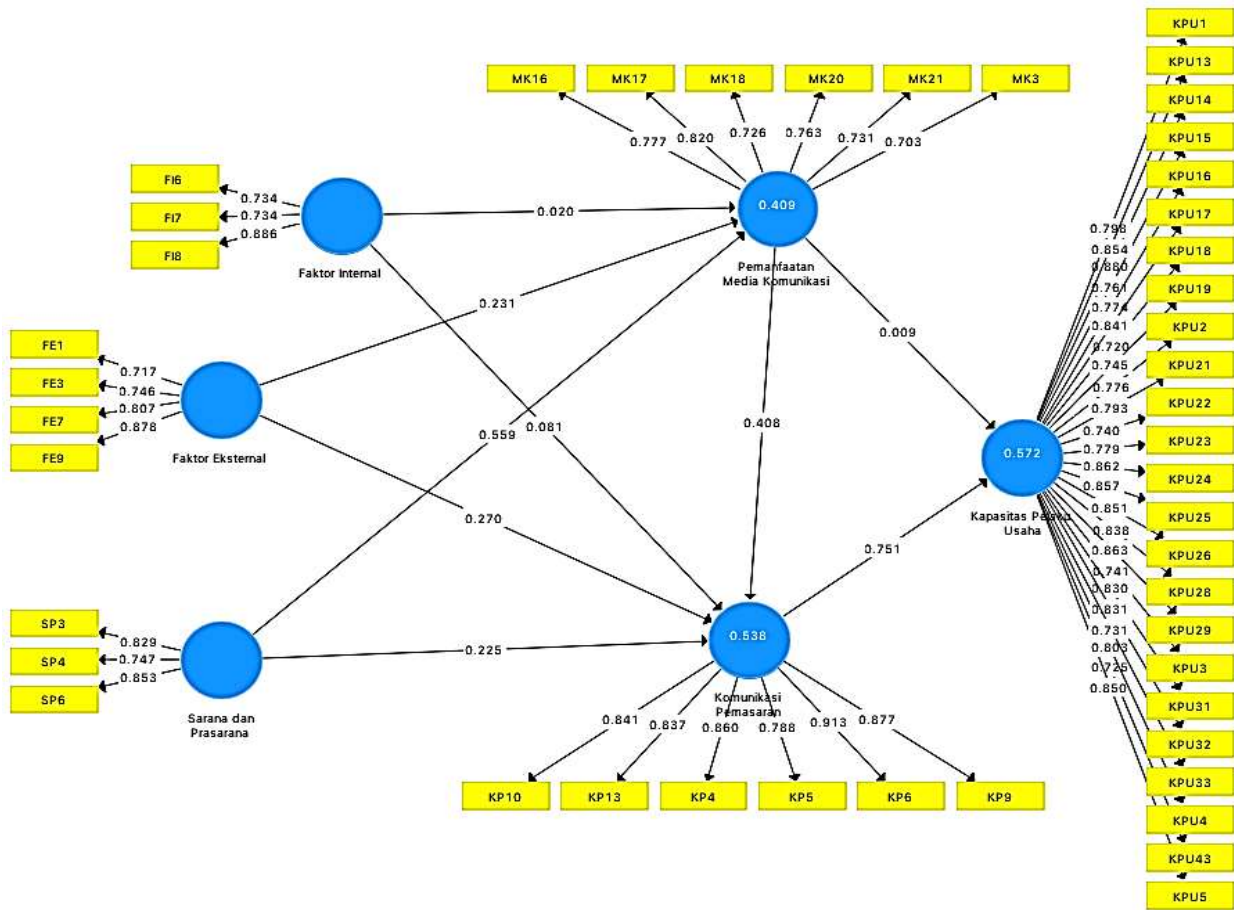 KPU1
KPU13
KPU14
KPU15
KPU16
KPU17
KPU18
KPU19
KPU2
KPU21
KPU22
KPU23
KPU24
KPU25
KPU26
KPU28
KPU29
KPU3
KPU31
KPU32
KPU33
KPU4
KPU43
KPU5
MK16
MK17
MK18
MK20
MK21
MK3
0.777
0.820
0.726
0.763
0.731
0.703
FI6
FI7
FI8
0.734
0.734
0.886
Faktor Internal
0.020
0.409
Pemanfaatan
Media Komunikasi
0.231
FE1
FE3
FE7
FE9
0.717
0.746
0.807
0.878
Faktor Eksternal
0.559
0.081
0.408
0.009
0.270
0.572
Kapasitas Pelaku
Usaha
0.751
SP3
SP4
SP6
0.829
0.747
0.853
Sarana dan
Prasarana
0.225
0.538
Komunikasi
Pemasaran
0.841
0.837
0.860
0.788
0.913
0.877
KP10
KP13
KP4
KP5
KP6
KP9
0.798
0.854
0.880
0.761
0.774
0.841
0.720
0.745
0.776
0.793
0.740
0.779
0.862
0.857
0.851
0.838
0.863
0.741
0.830
0.831
0.731
0.803
0.725
0.850